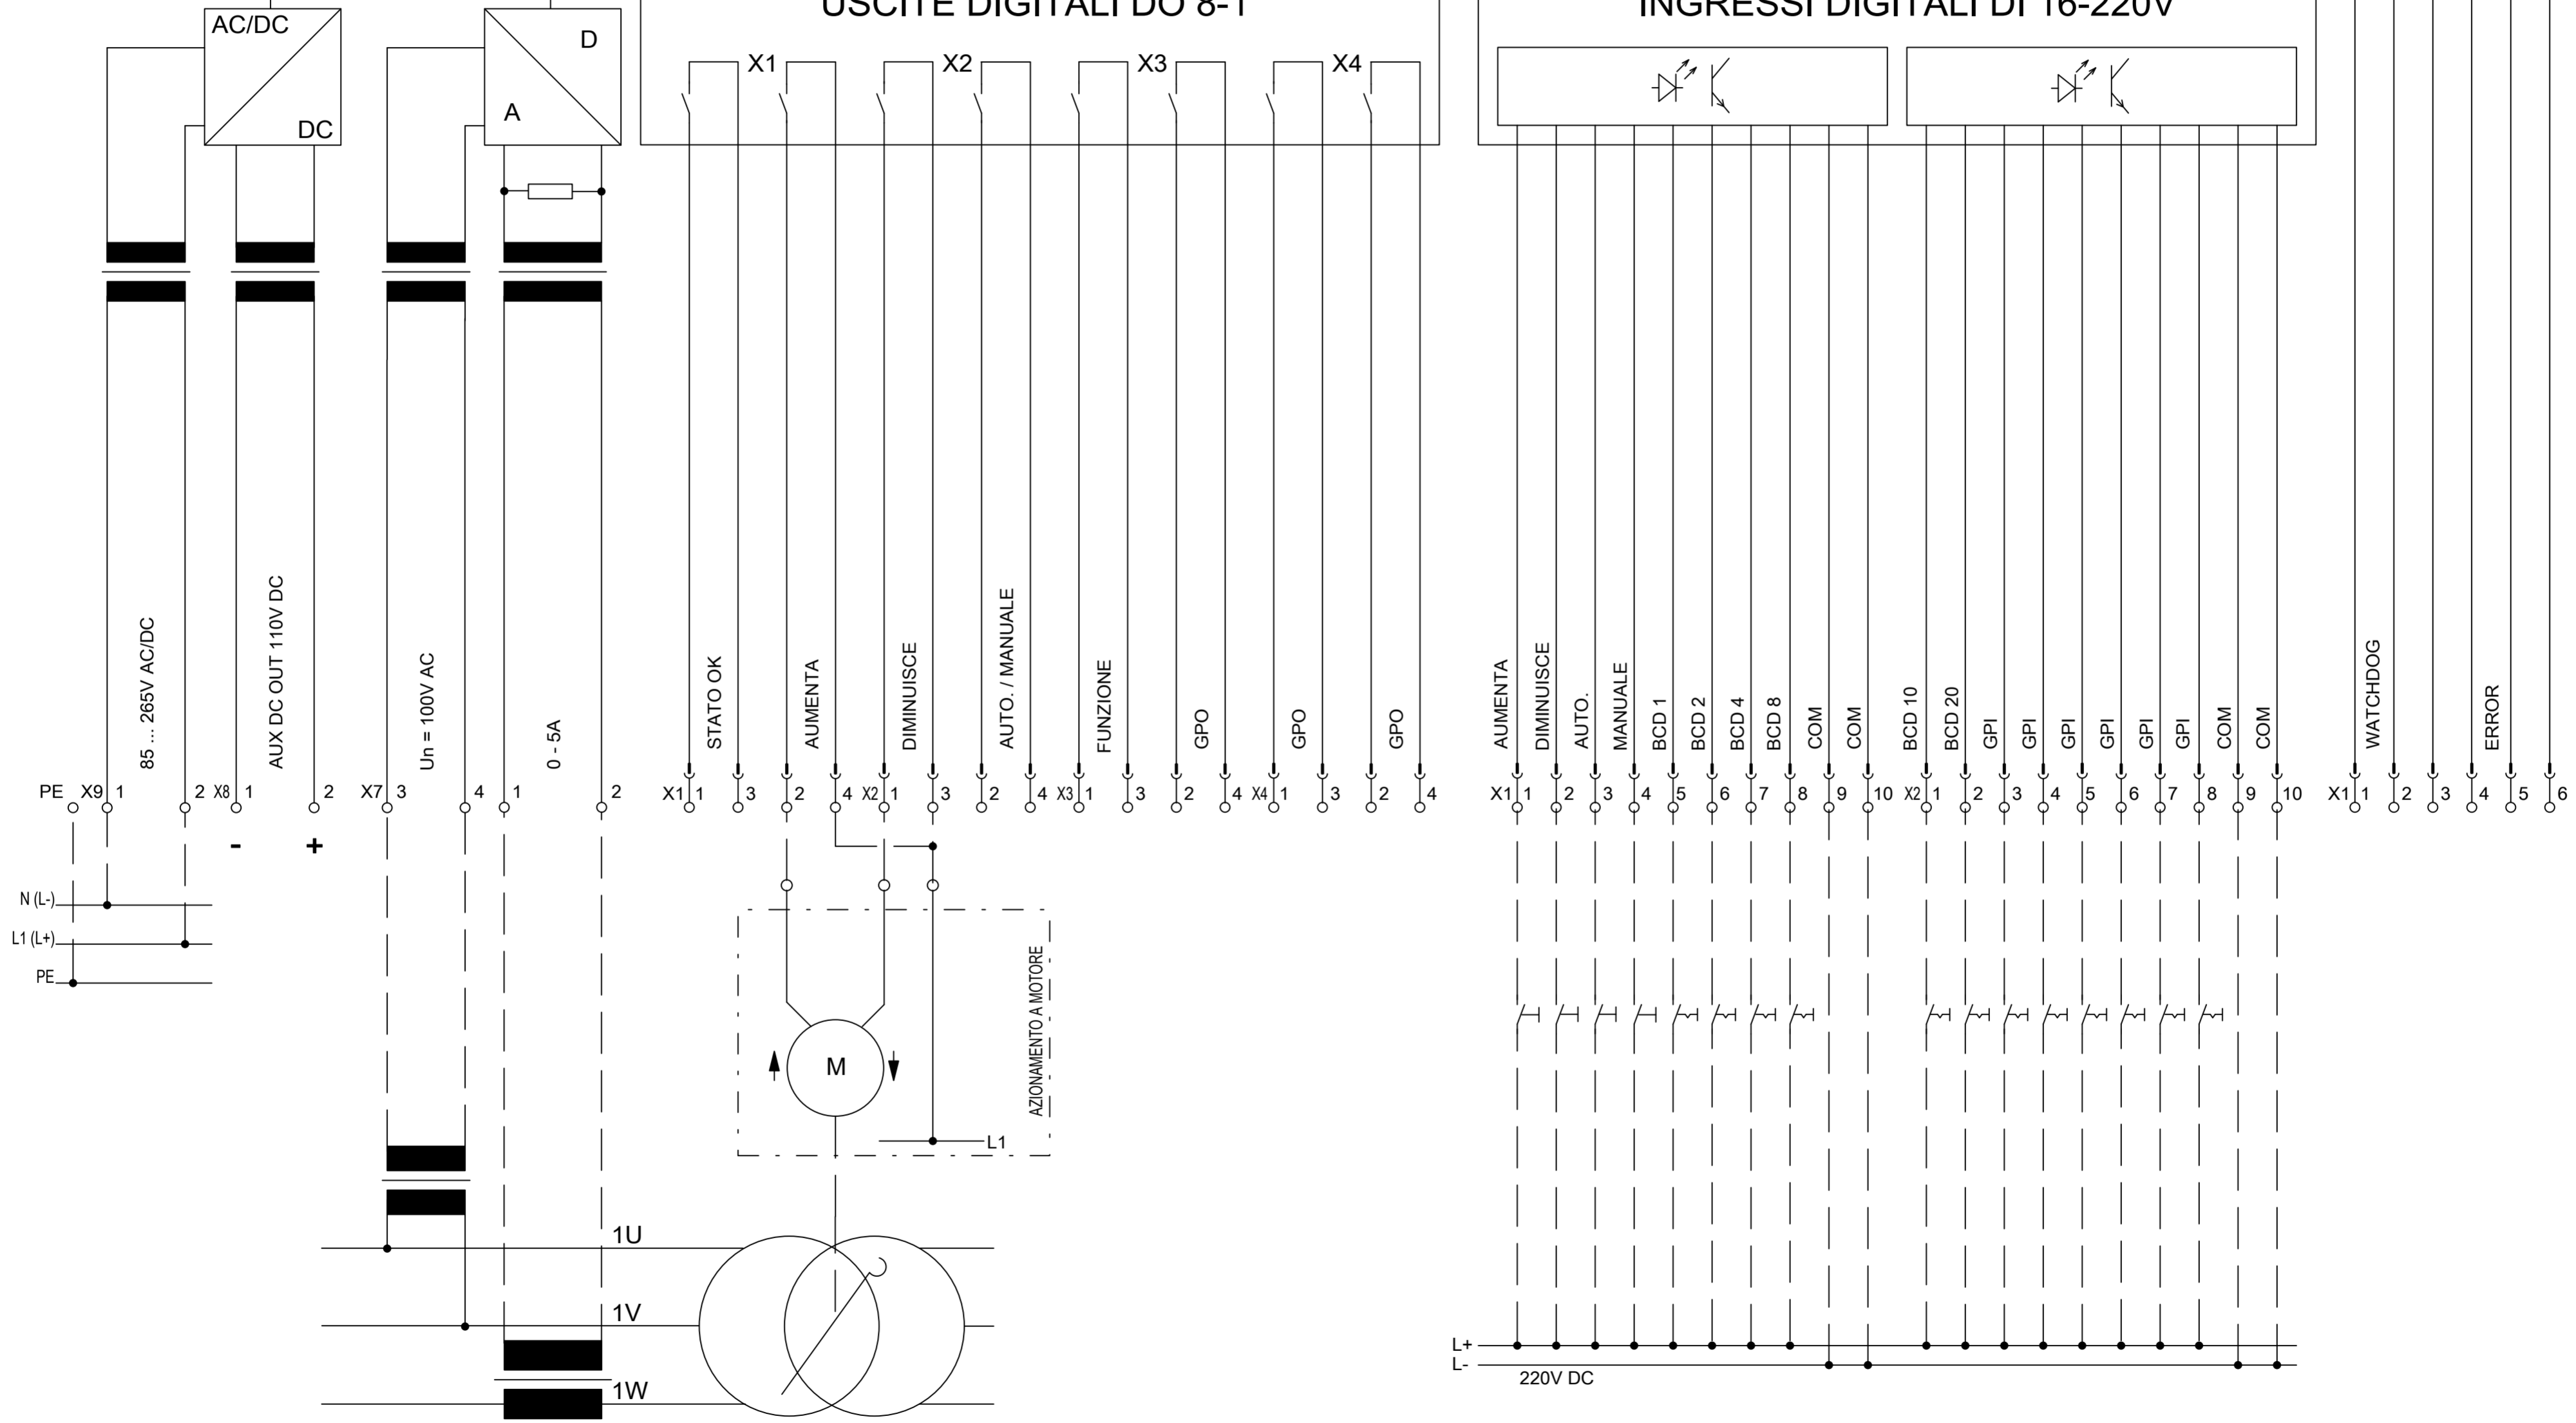 USCITE DIGITALI DO 8-1
INGRESSI DIGITALI DI 16-220V
AC/DC
DC
D
A
X1
X2
X3
X4
85 ... 265V AC/DC
AUX DC OUT 110V DC
Un = 100V AC
0 - 5A
STATO OK
AUMENTA
DIMINUISCE
AUTO. / MANUALE
FUNZIONE
GPO
GPO
GPO
AUMENTA
DIMINUISCE
AUTO.
MANUALE
BCD 1
BCD 2
BCD 4
BCD 8
COM
COM
BCD 10
BCD 20
GPI
GPI
GPI
GPI
GPI
GPI
COM
COM
WATCHDOG
ERROR
PE X9 1 2 X8 1 2 X7 3 4 1 2 X1 1 3 2 4 X2 1 3 2 4 X3 1 3 2 4 X4 1 3 2 4 X1 1 2 3 4 5 6 7 8 9 10 X2 1 2 3 4 5 6 7 8 9 10 X1 1 2 3 4 5 6
- +
N (L-)
L1 (L+)
PE
AZIONAMENTO A MOTORE
M
L1
1U
1V
1W
L+
L-
220V DC